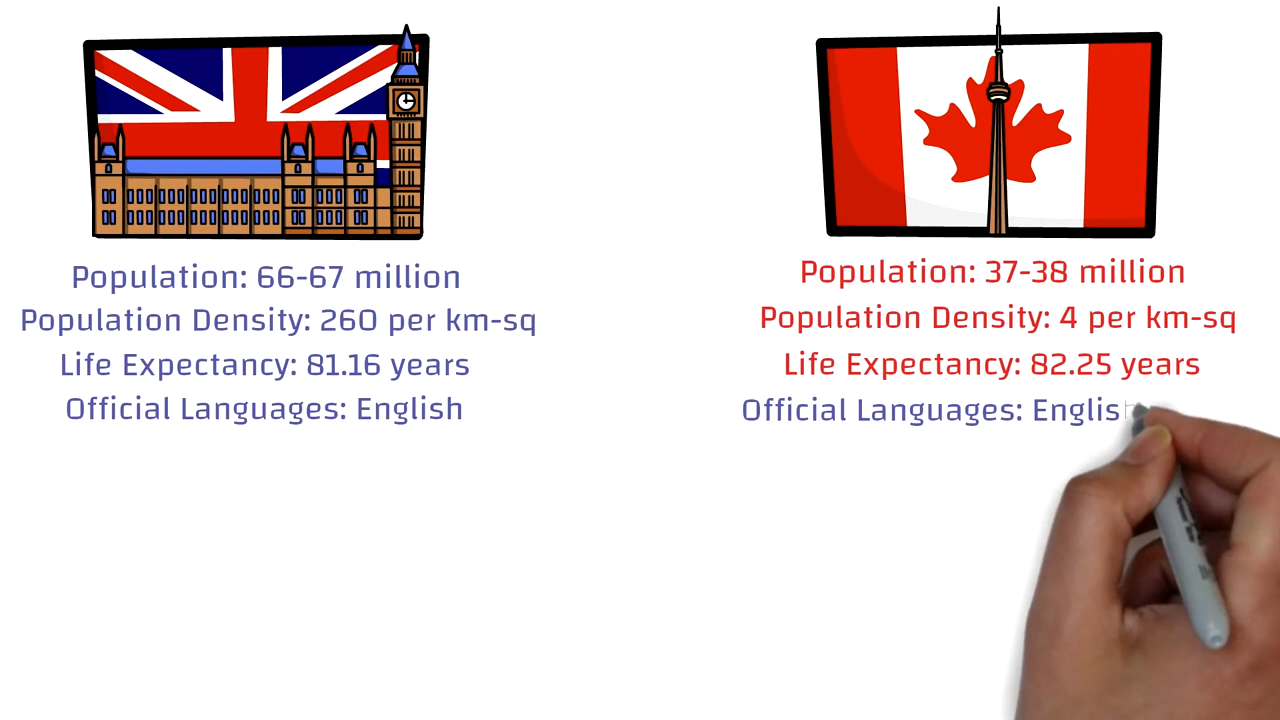 Population: 66-67 million
Population Density: 260 per km-sq
Life Expectancy: 81.16 years
Official Languages: English
Population: 37-38 million
Population Density: 4 per km-sq
Life Expectancy: 82.25 years
Official Languages: Englis